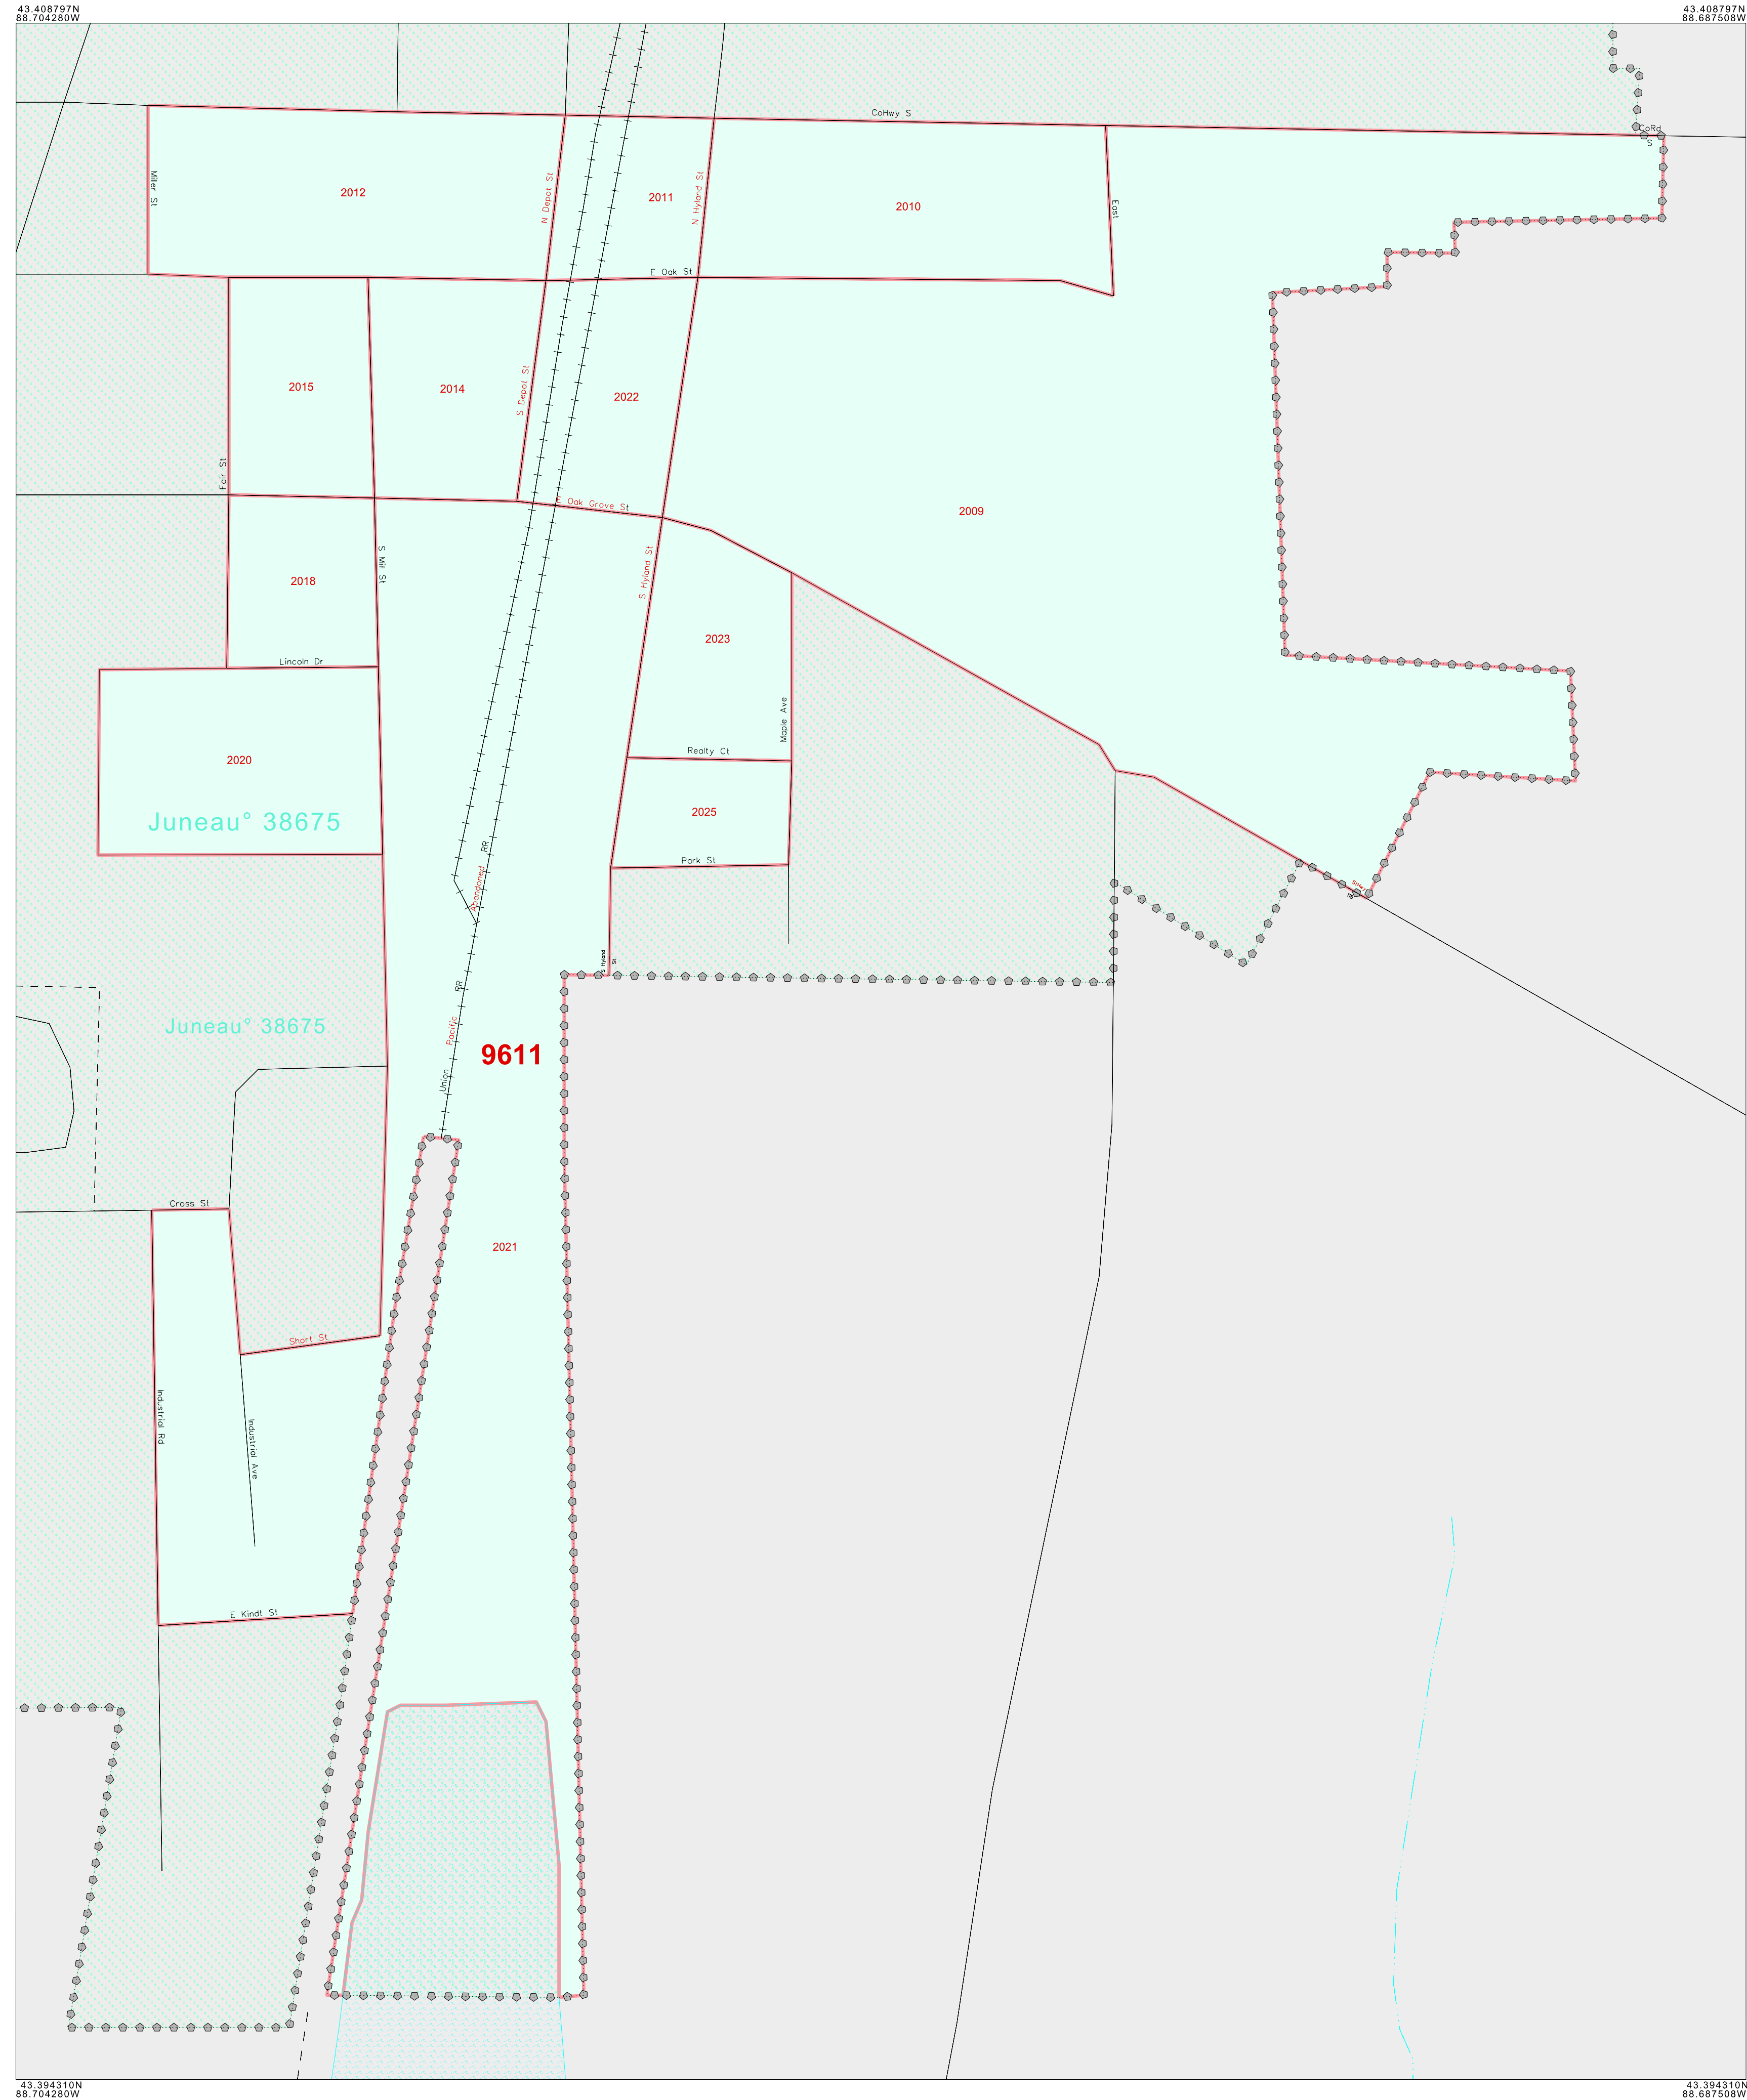 43.408797N
88.704280W
43.408797N
88.687508W
CoHwy S
CoRd
S
Miller St
2012
N Depot St
2011
N Hyland St
2010
East
E Oak St
2015
2014
S Depot St
2022
Fair St
E Oak Grove St
2009
S Mill St
2018
S Hyland St
2023
Lincoln Dr
Maple Ave
Realty Ct
2020
2025
Juneau° 38675
Park St
Abandoned RR
S Hyland
St
Juneau° 38675
Union Pacific RR
9611
Cross St
2021
Short St
Industrial Rd
Industrial Ave
E Kindt St
43.394310N
88.704280W
43.394310N
88.687508W